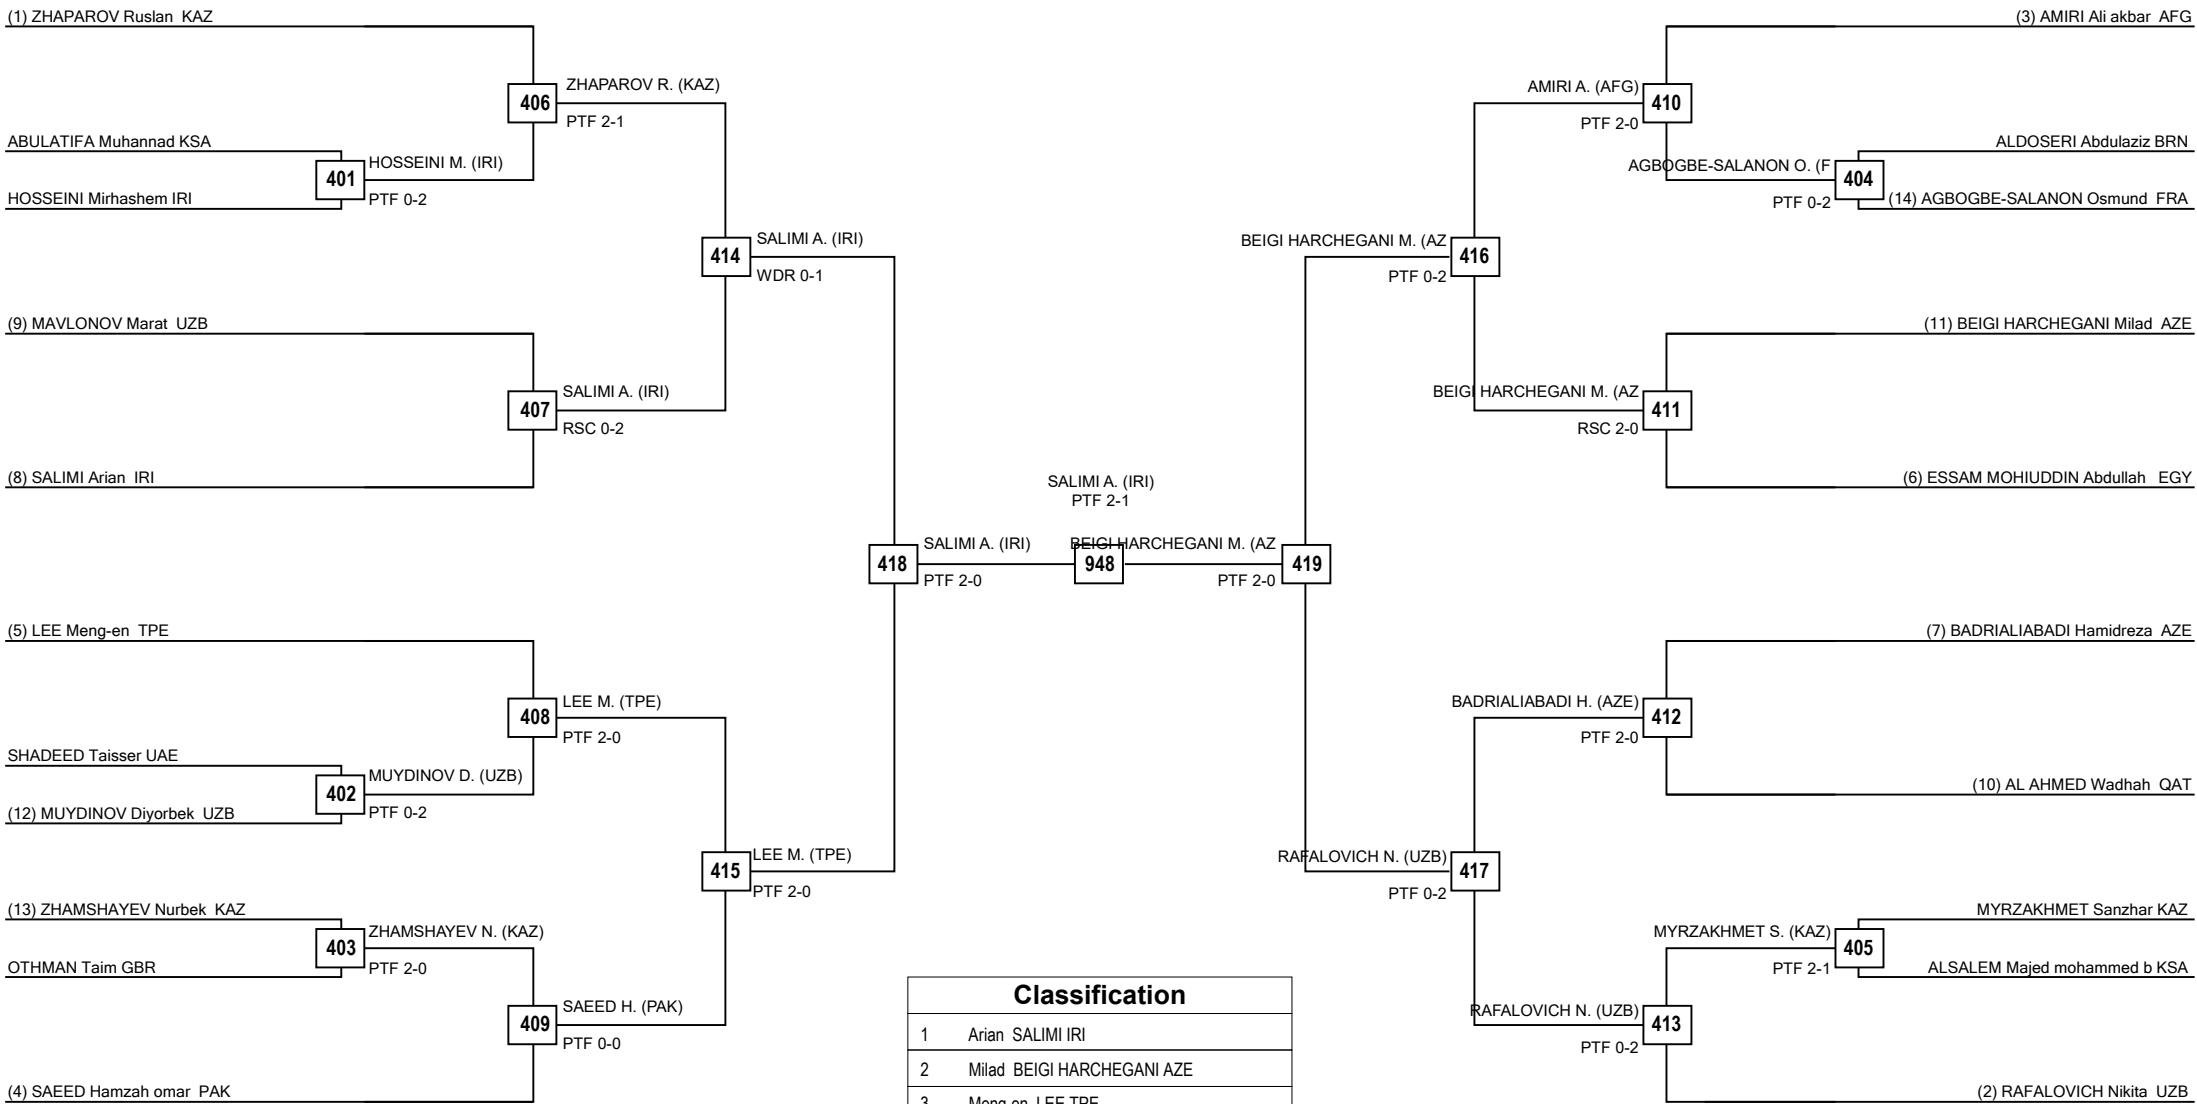 (1) ZHAPAROV Ruslan  KAZ
ZHAPAROV R. (KAZ)
406
PTF 2-1
ABULATIFA Muhannad KSA
HOSSEINI M. (IRI)
401
PTF 0-2
HOSSEINI Mirhashem IRI
SALIMI A. (IRI)
414
WDR 0-1
(9) MAVLONOV Marat  UZB
SALIMI A. (IRI)
407
RSC 0-2
(8) SALIMI Arian  IRI
SALIMI A. (IRI)
418
PTF 2-0
(5) LEE Meng-en  TPE
LEE M. (TPE)
408
PTF 2-0
SHADEED Taisser UAE
MUYDINOV D. (UZB)
402
PTF 0-2
(12) MUYDINOV Diyorbek  UZB
LEE M. (TPE)
415
PTF 2-0
(13) ZHAMSHAYEV Nurbek  KAZ
ZHAMSHAYEV N. (KAZ)
403
PTF 2-0
OTHMAN Taim GBR
SAEED H. (PAK)
409
PTF 0-0
(4) SAEED Hamzah omar  PAK
SALIMI A. (IRI)
PTF 2-1
948
(3) AMIRI Ali akbar  AFG
AMIRI A. (AFG)
410
PTF 2-0
ALDOSERI Abdulaziz BRN
AGBOGBE-SALANON O. (F
404
PTF 0-2
(14) AGBOGBE-SALANON Osmund  FRA
BEIGI HARCHEGANI M. (AZ
416
PTF 0-2
(11) BEIGI HARCHEGANI Milad  AZE
BEIGI HARCHEGANI M. (AZ
411
RSC 2-0
(6) ESSAM MOHIUDDIN Abdullah  EGY
BEIGI HARCHEGANI M. (AZ
419
PTF 2-0
(7) BADRIALIABADI Hamidreza  AZE
BADRIALIABADI H. (AZE)
412
PTF 2-0
(10) AL AHMED Wadhah  QAT
RAFALOVICH N. (UZB)
417
PTF 0-2
MYRZAKHMET Sanzhar KAZ
MYRZAKHMET S. (KAZ)
405
PTF 2-1
ALSALEM Majed mohammed b KSA
RAFALOVICH N. (UZB)
413
PTF 0-2
(2) RAFALOVICH Nikita  UZB
Classification
1 Arian  SALIMI IRI
2 Milad  BEIGI HARCHEGANI AZE
3 Meng-en  LEE TPE